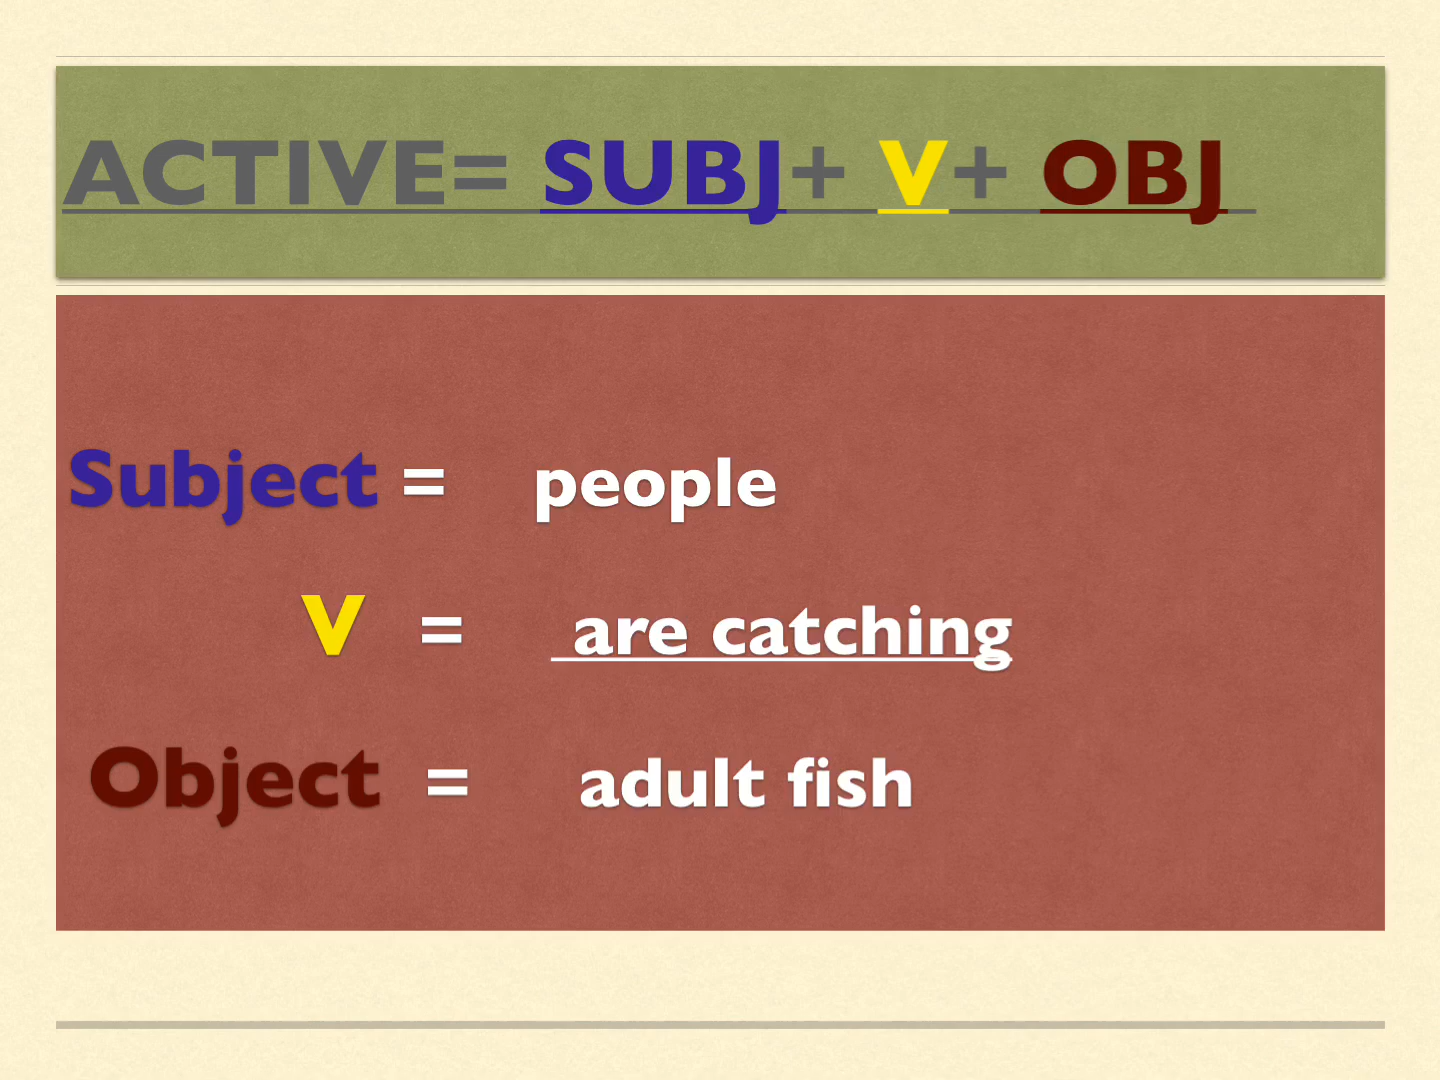 ACTIVE= SUBJ+ V+ OBJ
Subject = people
V = are catching
Object = adult fish